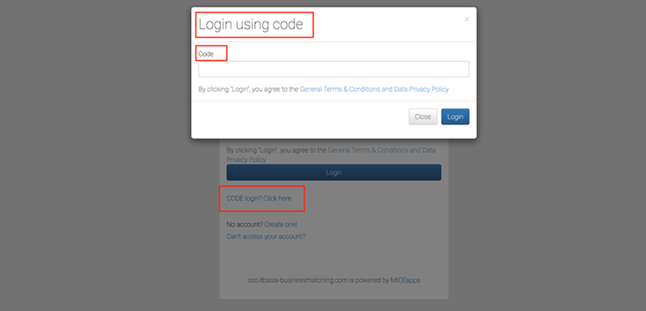 Login using code
×
Code
By clicking "Login", you agree to the General Terms & Conditions and Data Privacy Policy
Close Login
By clicking "Login", you agree to the General Terms & Conditions and Data
Privacy Policy
Login
CODE login? Click here
No account? Create one!
Can't access your account?
sso.itbasia-businessmatching.com is powered by MICEapps